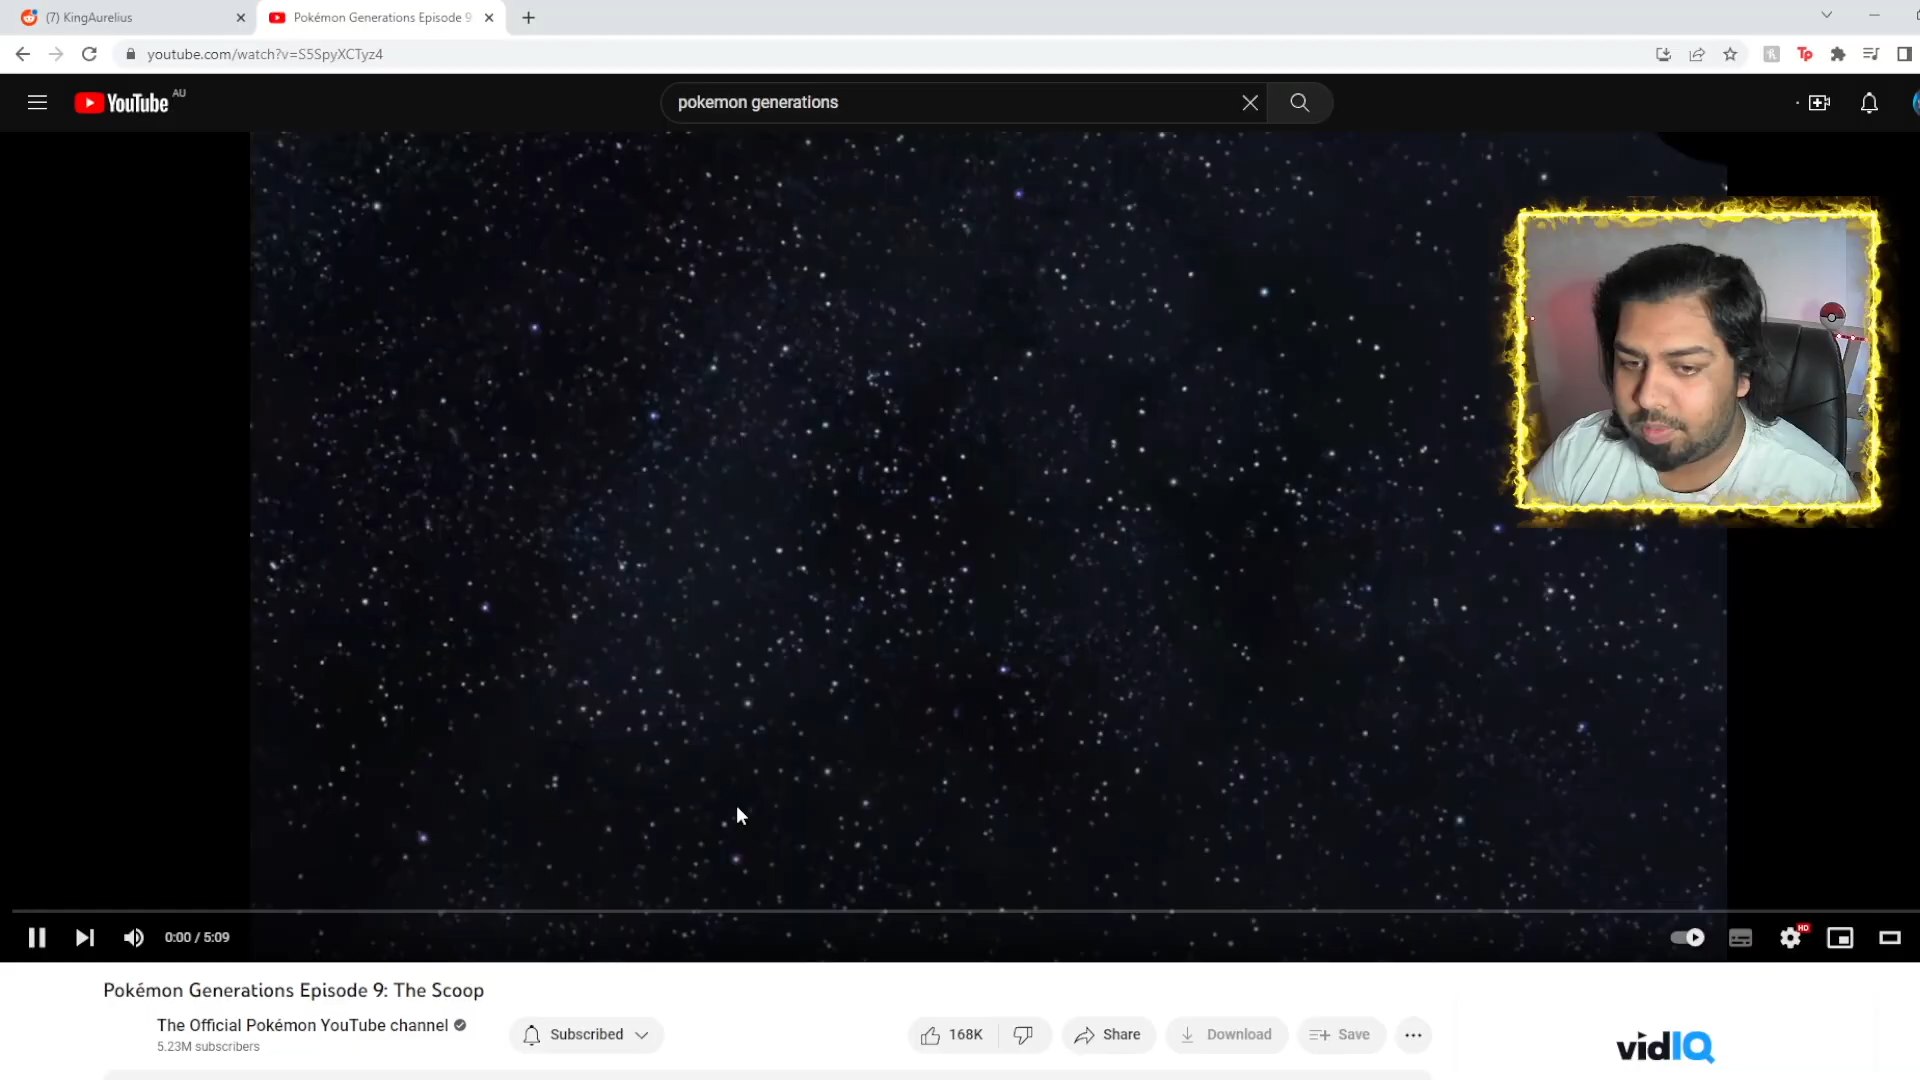 (7) KingAurelius
Pokémon Generations Episode 9
youtube.com/watch?v=S5SpyXCTyz4
Tp
YouTube AU
pokemon generations
0:00 / 5:09
HD
Pokémon Generations Episode 9: The Scoop
The Official Pokémon YouTube channel
5.23M subscribers
Subscribed
168K
Share
Download
Save
vidIQ